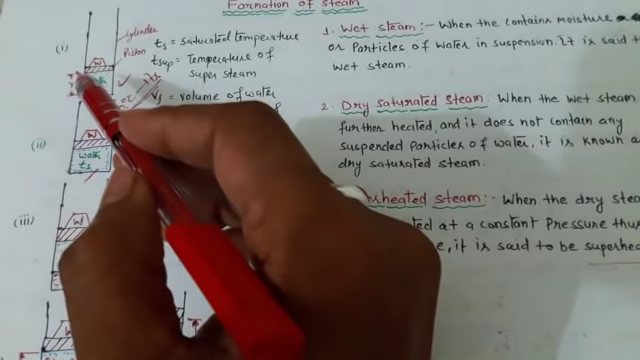 Formation of steam
(i)
cylinder
Piston
W
ts = saturated temperature
tsup = Temperature of
super steam
Vf = volume of water
(ii)
W
water
ts
(iii)
W
W
1. Wet steam :- When the contains moisture
or Particles of water in suspension. It is said t
wet steam.
2. Dry saturated steam : When the wet steam
further heated, and it does not contain any
suspended Particles of water, it is known a
dry saturated steam.
heated steam :- When the dry stea
ted at a constant Pressure thus
e, it is said to be superhea